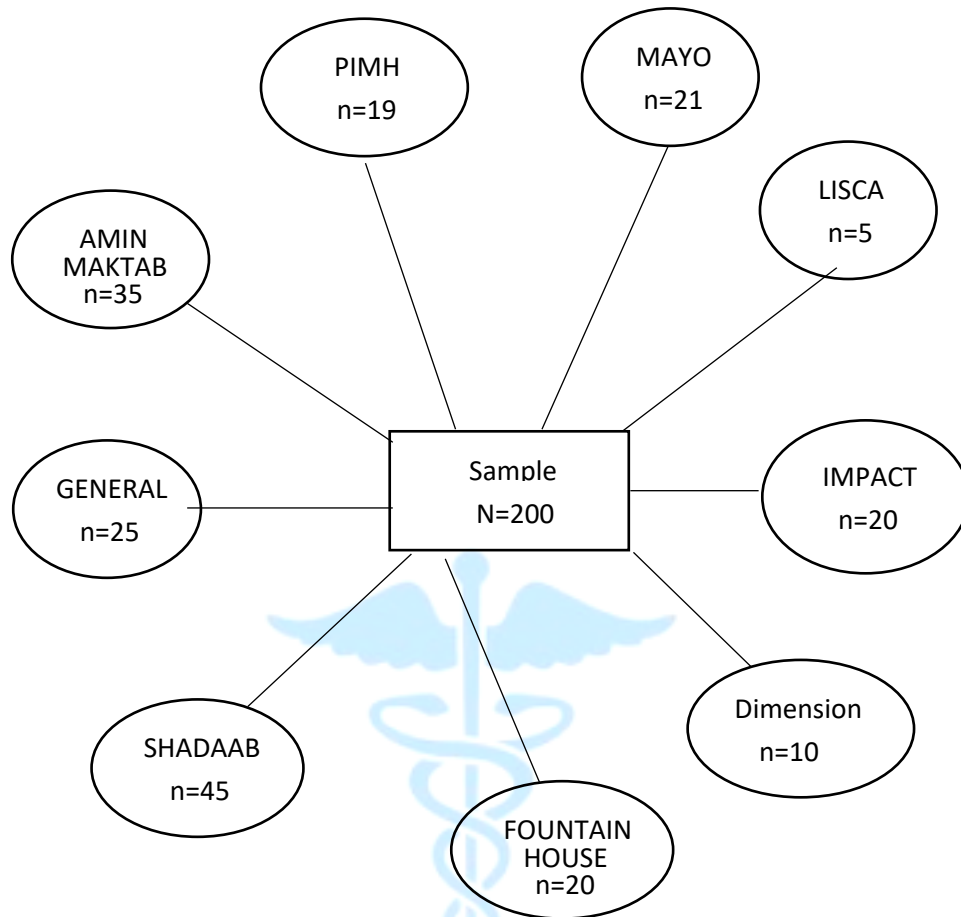 PIMH
n=19
MAYO
n=21
LISCA
n=5
AMIN
MAKTAB
n=35
Sample
N=200
GENERAL
n=25
IMPACT
n=20
Dimension
n=10
SHADAAB
n=45
FOUNTAIN
HOUSE
n=20